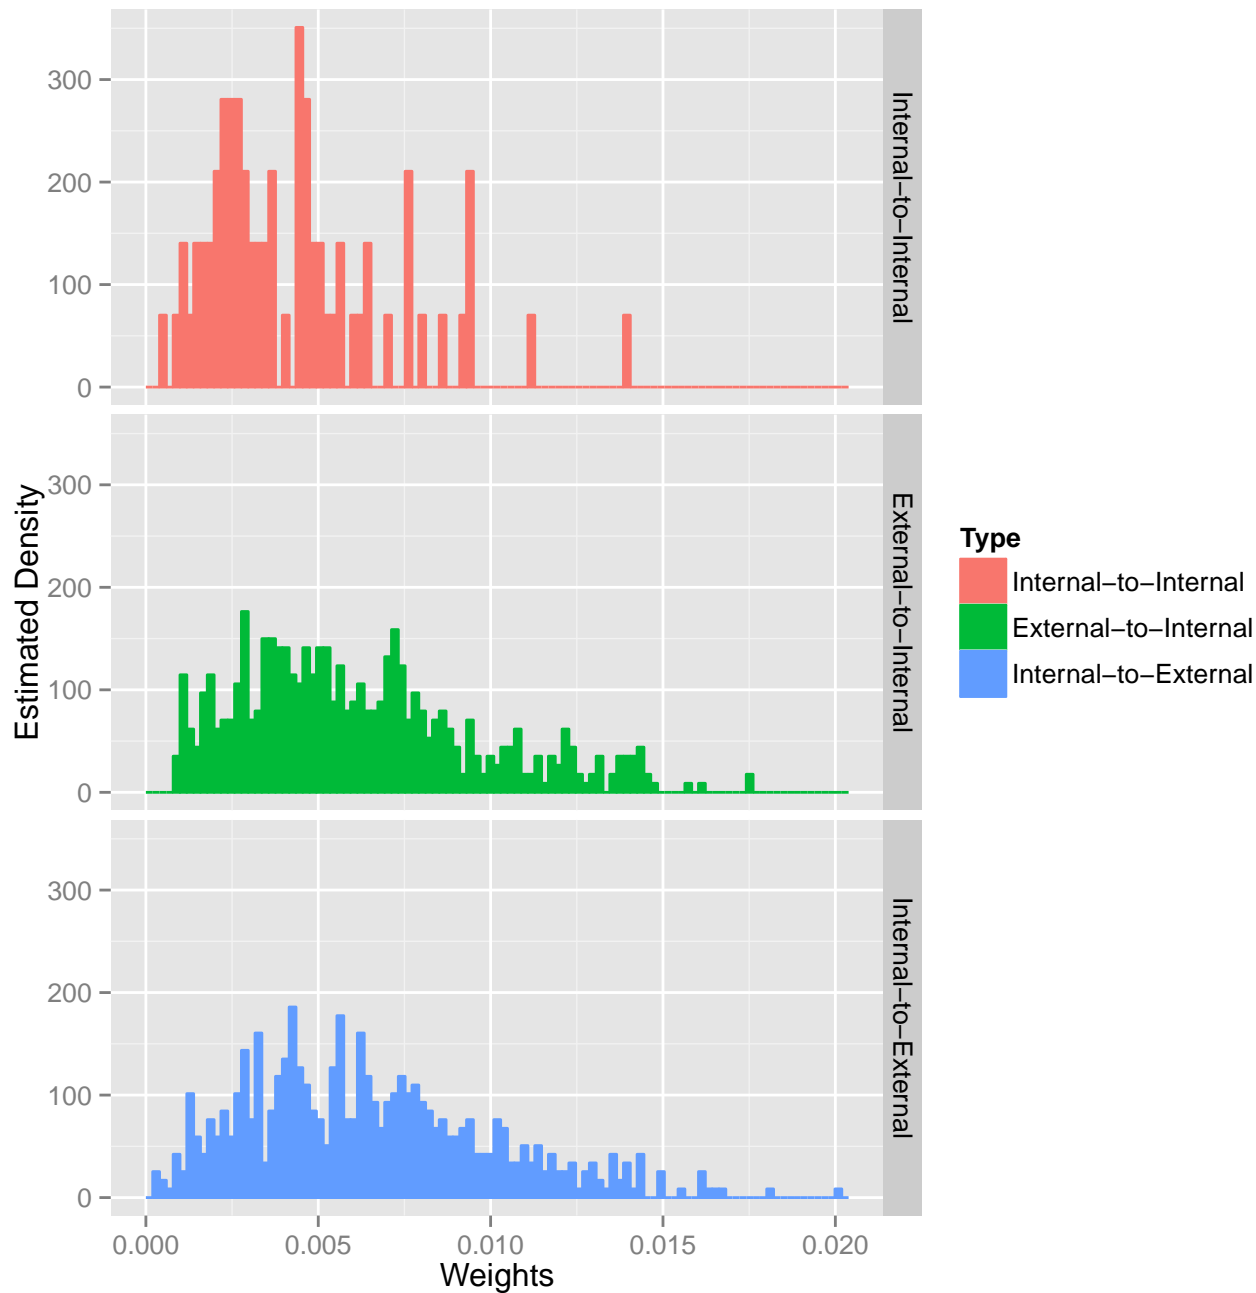 300
200
100
0
Internal–to–Internal
300
200
100
0
External–to–Internal
300
200
100
0
Internal–to–External
0.000 0.005 0.010 0.015 0.020
Weights
Estimated Density
Type
Internal–to–Internal
External–to–Internal
Internal–to–External